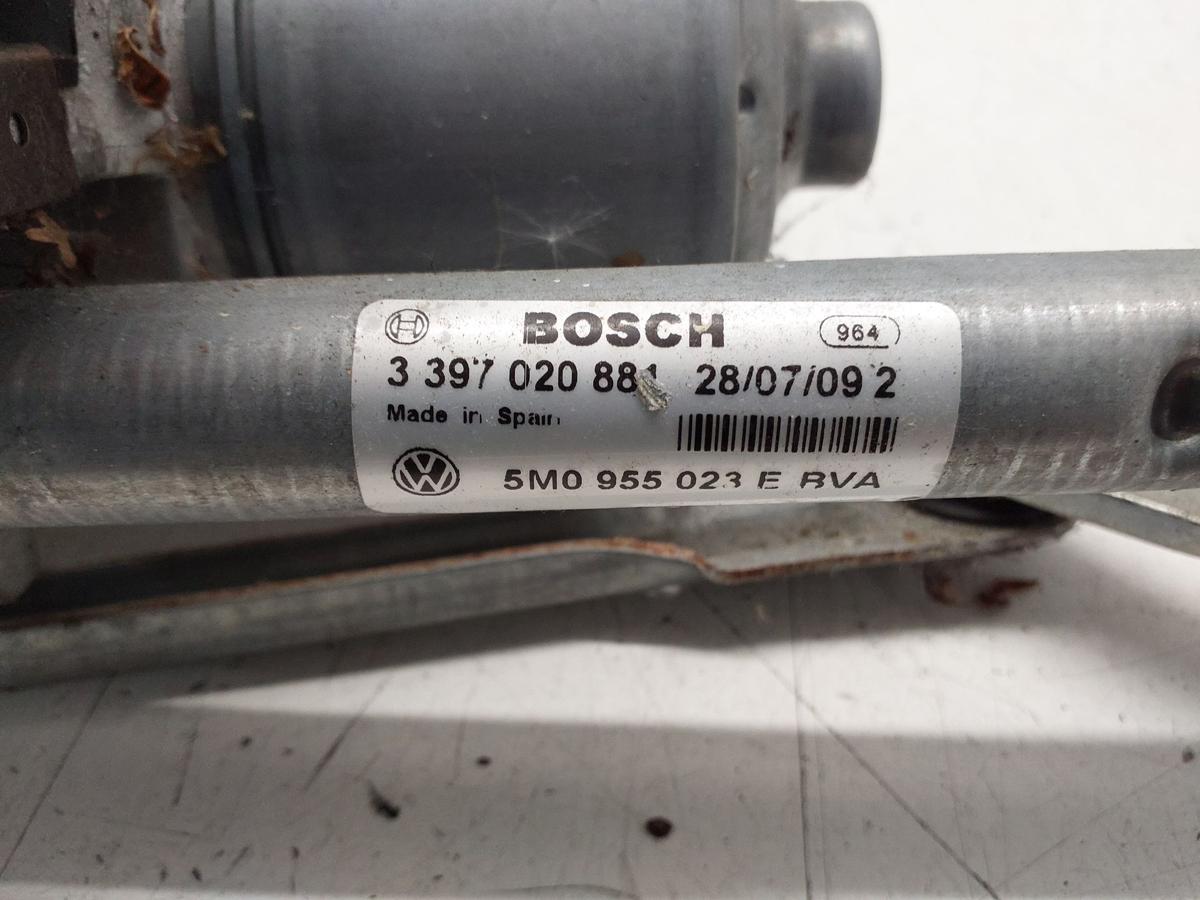 BOSCH 964
3 397 020 881 28/07/09 2
Made in Spain
5M0 955 023 E RVA